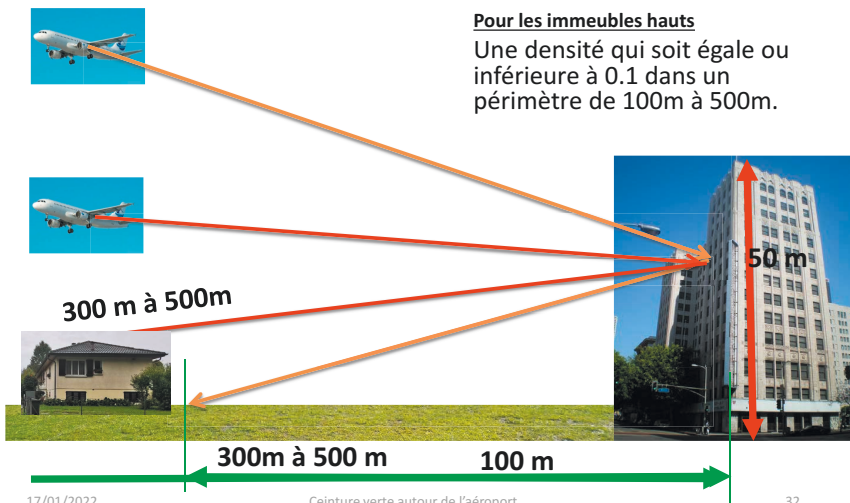 Pour les immeubles hauts
Une densité qui soit égale ou
inférieure à 0.1 dans un
périmètre de 100m à 500m.
50 m
300 m à 500m
300m à 500 m
100 m
17/01/2022
Ceinture verte autour de l'aéroport
32